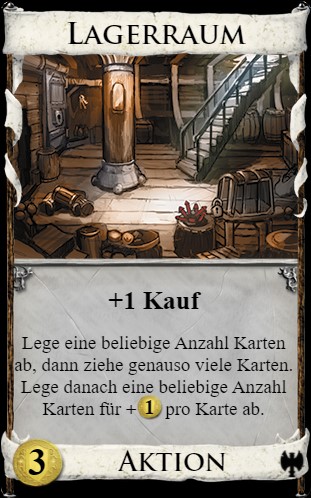 LAGERRAUM
+1 Kauf
Lege eine beliebige Anzahl Karten
ab, dann ziehe genauso viele Karten.
Lege danach eine beliebige Anzahl
Karten für +1 pro Karte ab.
3 AKTION